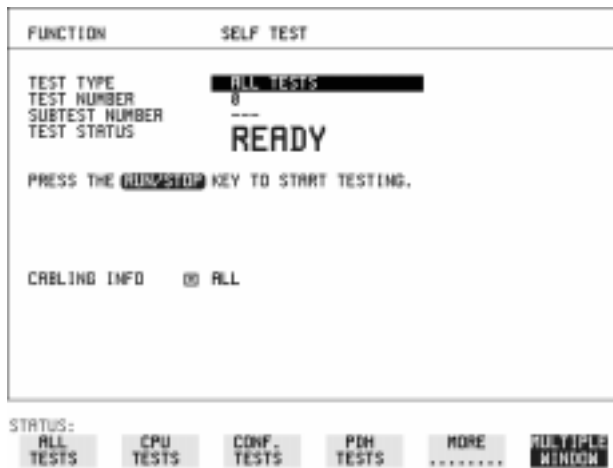 FUNCTION SELF TEST
TEST TYPE ALL TESTS
TEST NUMBER 0
SUBTEST NUMBER ---
TEST STATUS READY
PRESS THE RUN/STOP KEY TO START TESTING.
CABLING INFO ALL
STATUS:
ALL TESTS
CPU TESTS
CONF. TESTS
PDH TESTS
MORE ........
MULTIPLE WINDOW